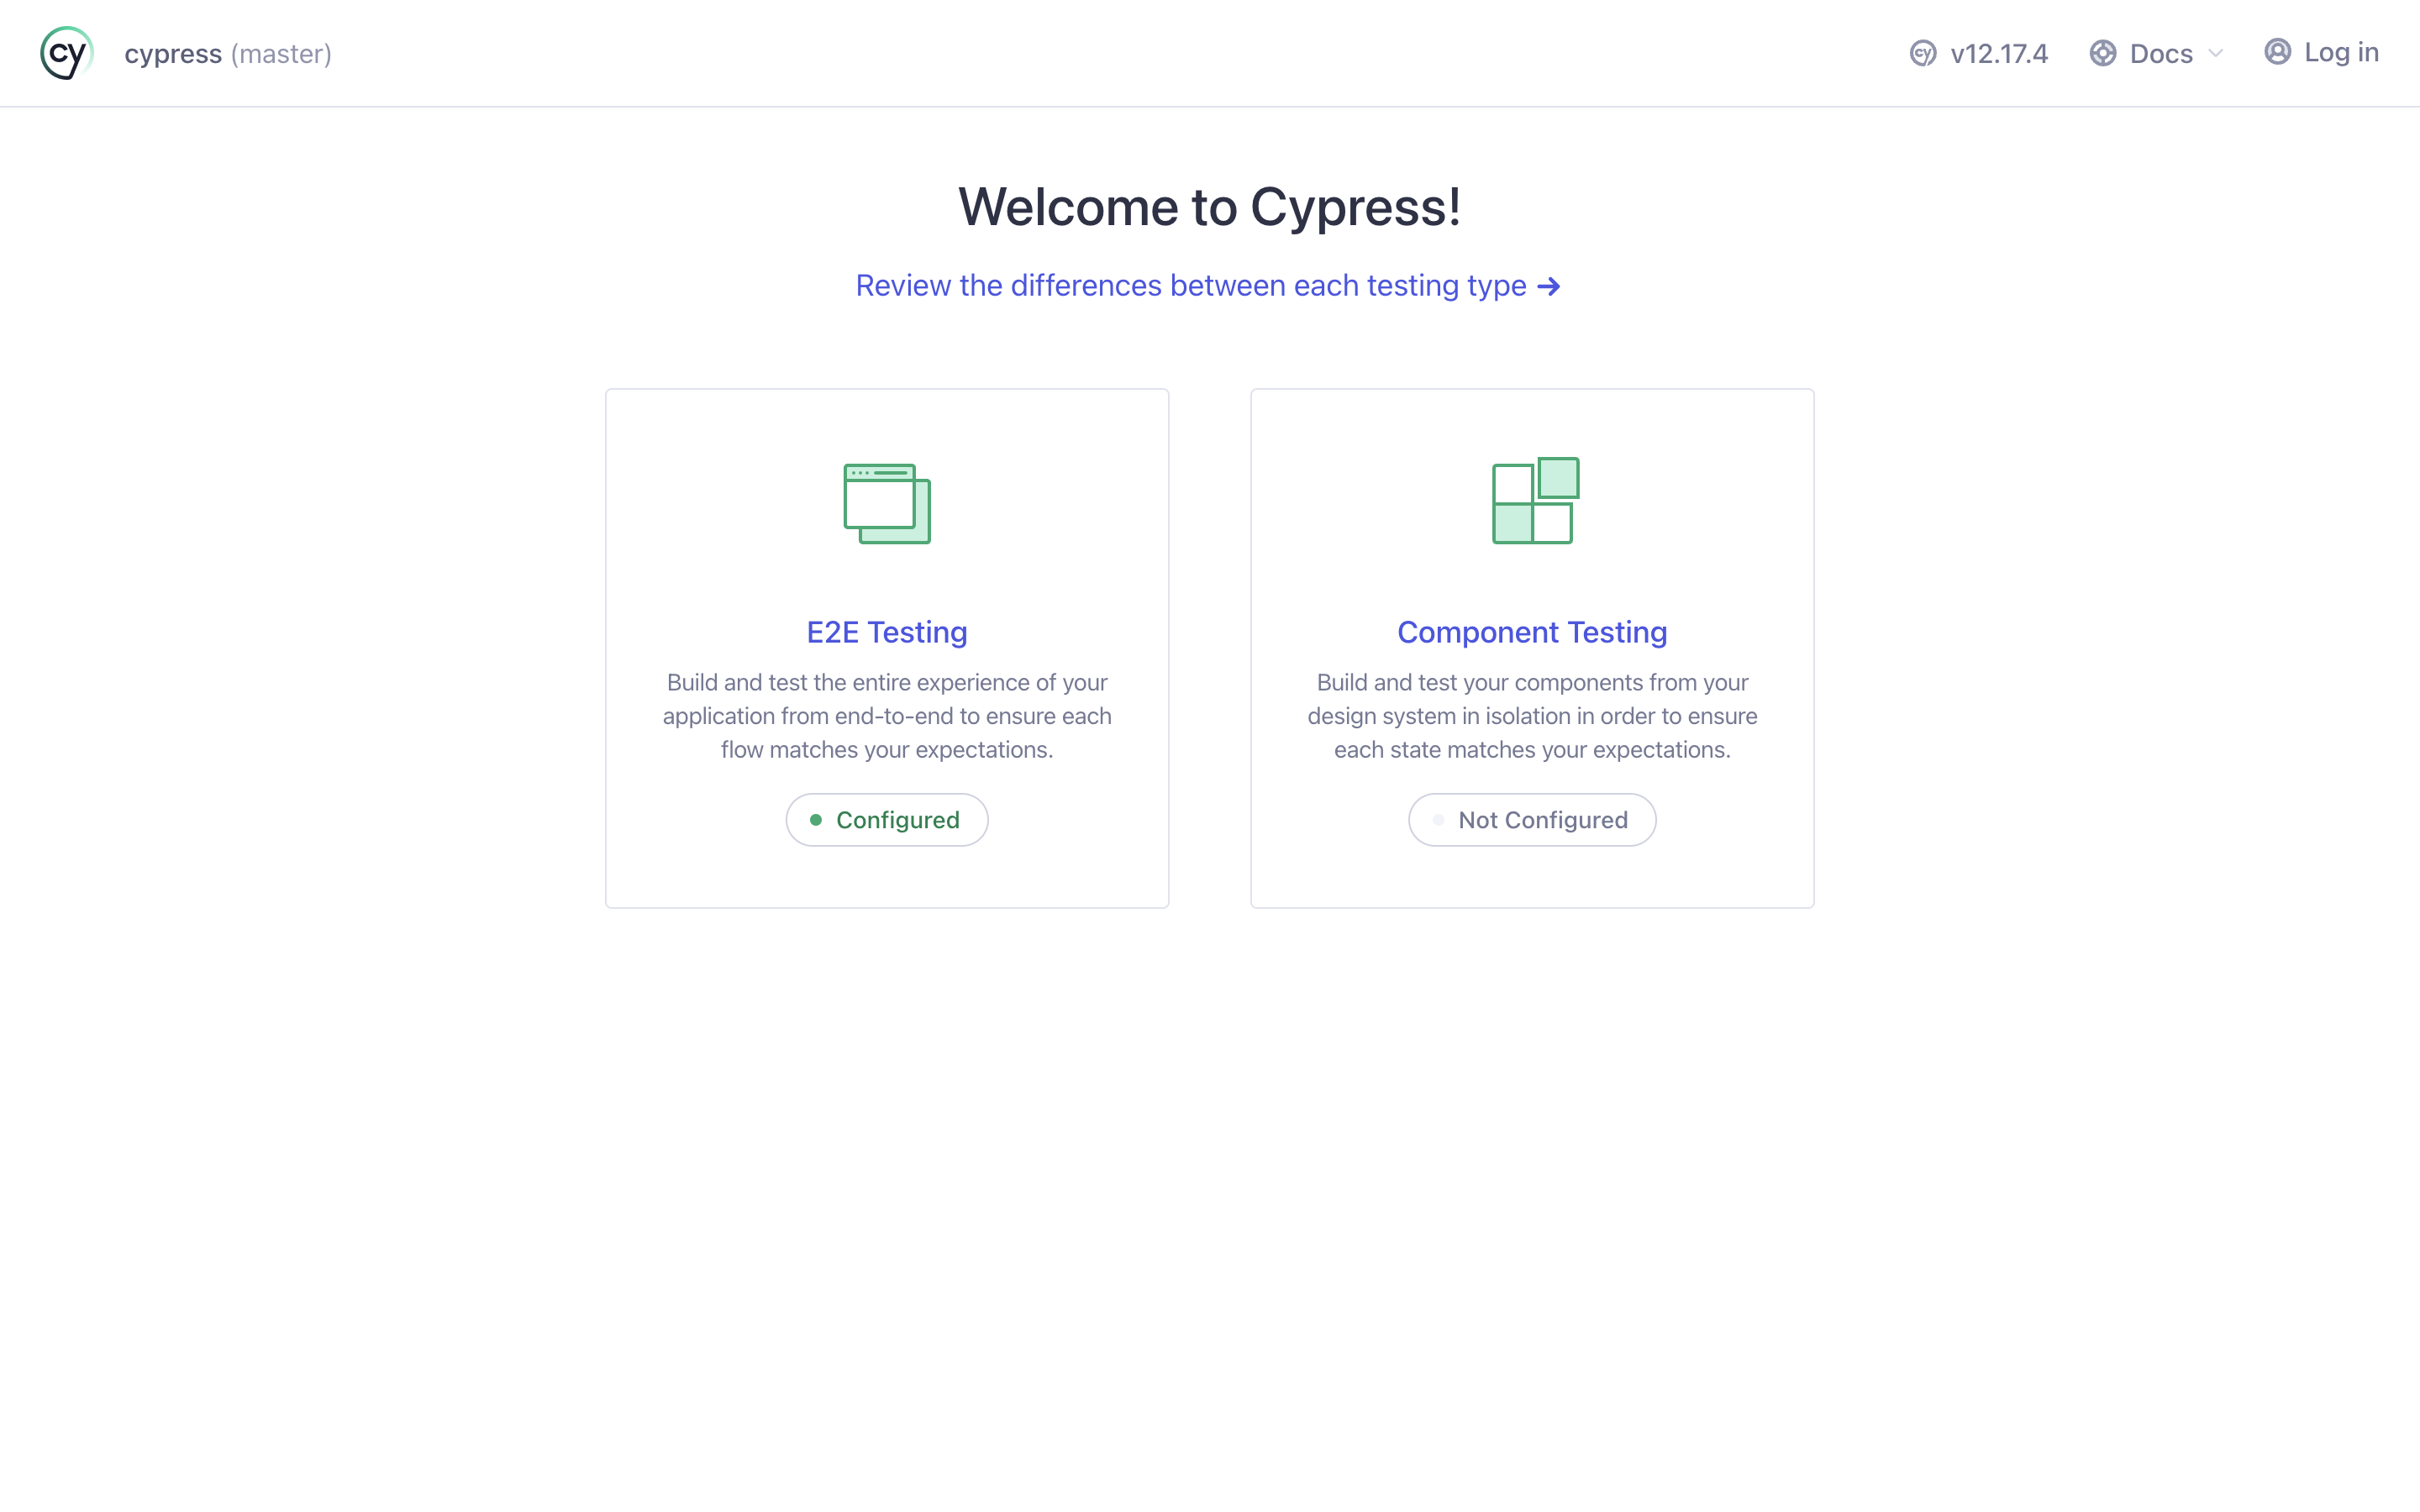 cy cypress (master) cy v12.17.4 Docs Log in
Welcome to Cypress!
Review the differences between each testing type →
E2E Testing
Build and test the entire experience of your
application from end-to-end to ensure each
flow matches your expectations.
Configured
Component Testing
Build and test your components from your
design system in isolation in order to ensure
each state matches your expectations.
Not Configured